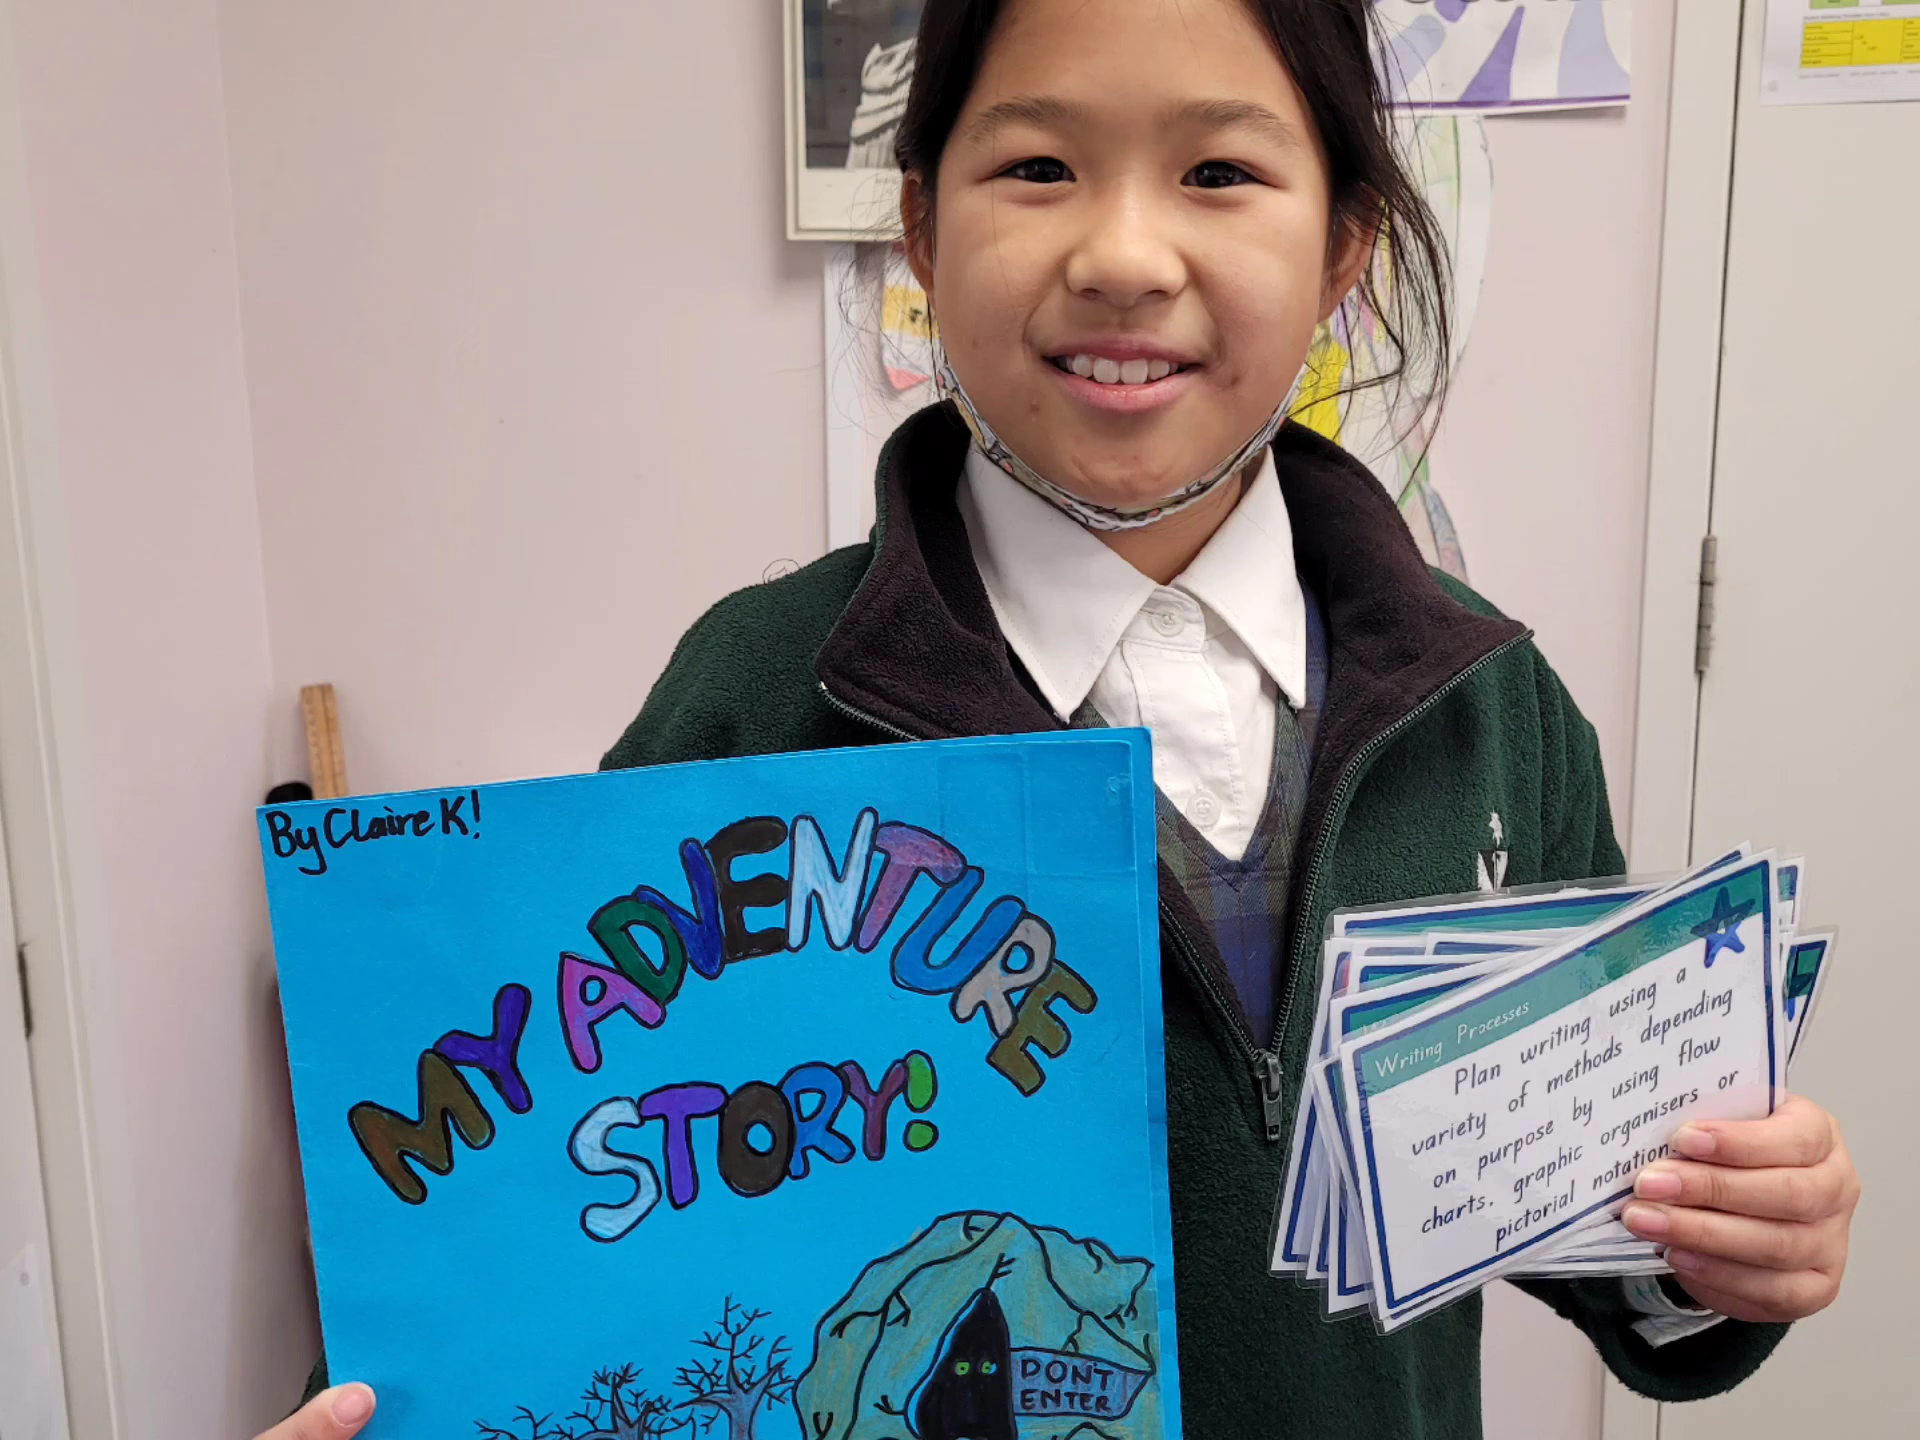 By Claire K!
MY ADVENTURE
STORY!
DONT
ENTER
Writing Processes
Plan writing using a
variety of methods depending
on purpose by using flow
charts, graphic organisers or
pictorial notation